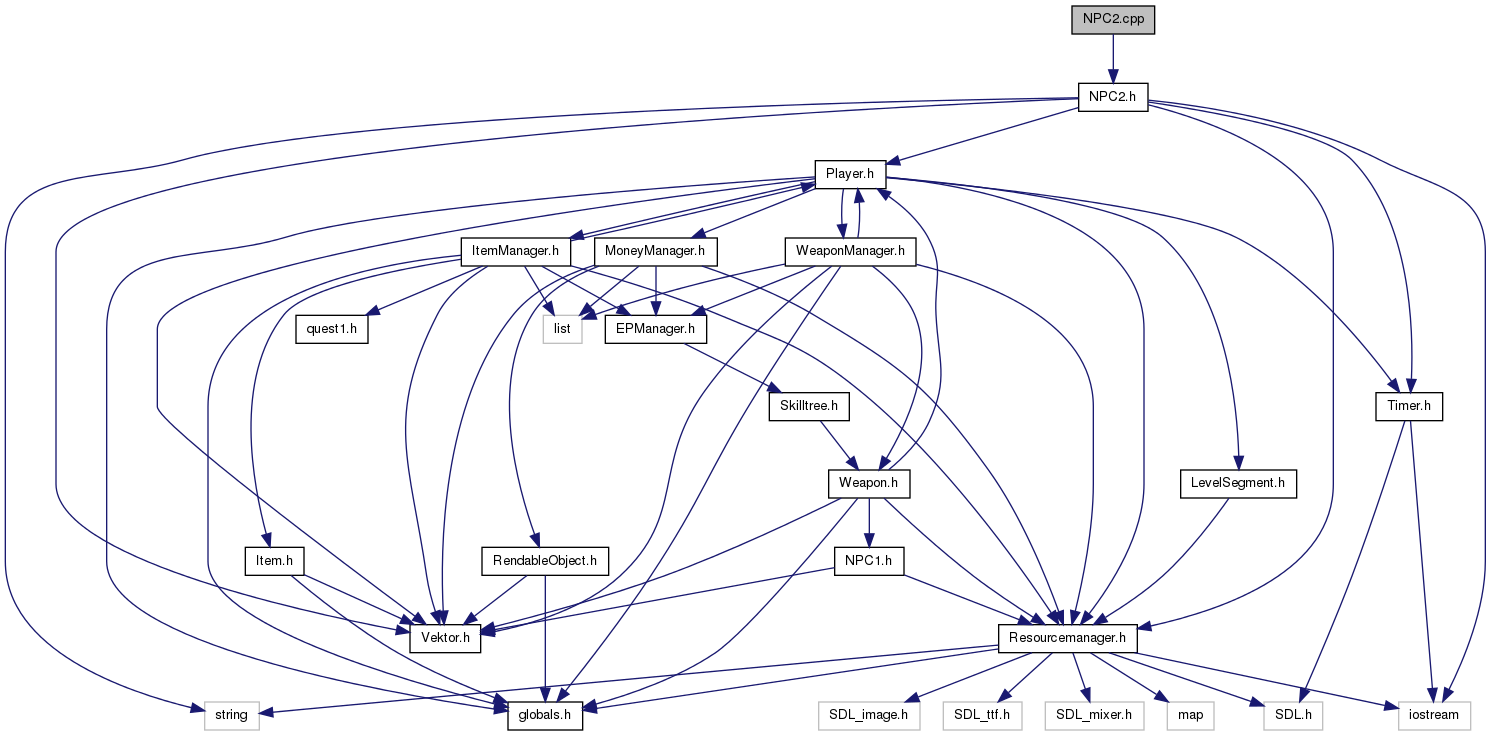 NPC2.cpp
NPC2.h
Player.h
ItemManager.h
MoneyManager.h
WeaponManager.h
quest1.h
list
EPManager.h
Skilltree.h
Timer.h
Weapon.h
LevelSegment.h
Item.h
RendableObject.h
NPC1.h
Vektor.h
Resourcemanager.h
string
globals.h
SDL_image.h
SDL_ttf.h
SDL_mixer.h
map
SDL.h
iostream